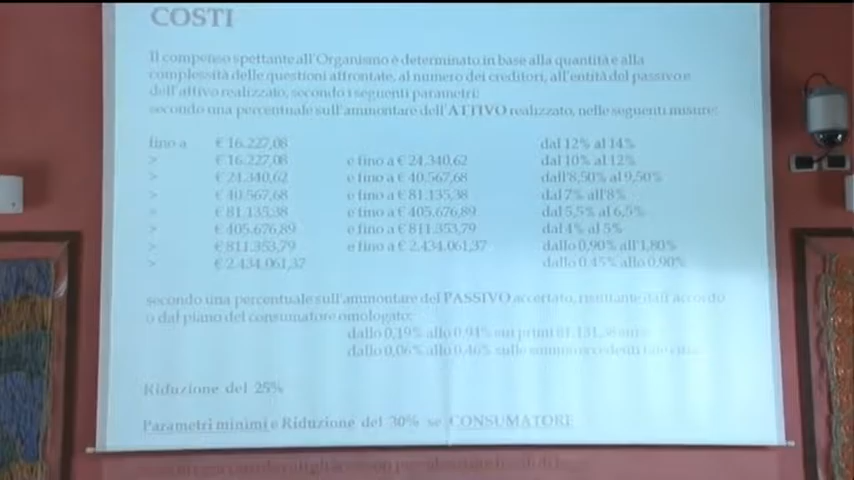 COSTI
Il compenso spettante all'Organismo è determinato in base alla quantità e alla
complessità delle questioni affrontate, al numero dei creditori, all'entità del passivo e
dell'attivo realizzato, secondo i seguenti parametri:
secondo una percentuale sull'ammontare dell'ATTIVO realizzato, nelle seguenti misure:
fino a € 16.227,08 dal 12% al 14%
> € 16.227,08 e fino a € 24.340,62 dal 10% al 12%
> € 24.340,62 e fino a € 40.567,68 dall'8,50% al 9,50%
> € 40.567,68 e fino a € 81.135,38 dal 7% all'8%
> € 81.135,38 e fino a € 405.676,89 dal 5,5% al 6,5%
> € 405.676,89 e fino a € 811.353,79 dal 4% al 5%
> € 811.353,79 e fino a € 2.434.061,37 dallo 0,90% all'1,80%
> € 2.434.061,37 dallo 0,45% allo 0,90%
secondo una percentuale sull'ammontare del PASSIVO accertato, risultante dall'accordo
o dal piano del consumatore omologato:
dallo 0,19% allo 0,94% sui primi
dallo 0,06% allo 0,46% sulle somme eccedenti
Riduzione del 25%
Parametri minimi e Riduzione del 30% se CONSUMATORE